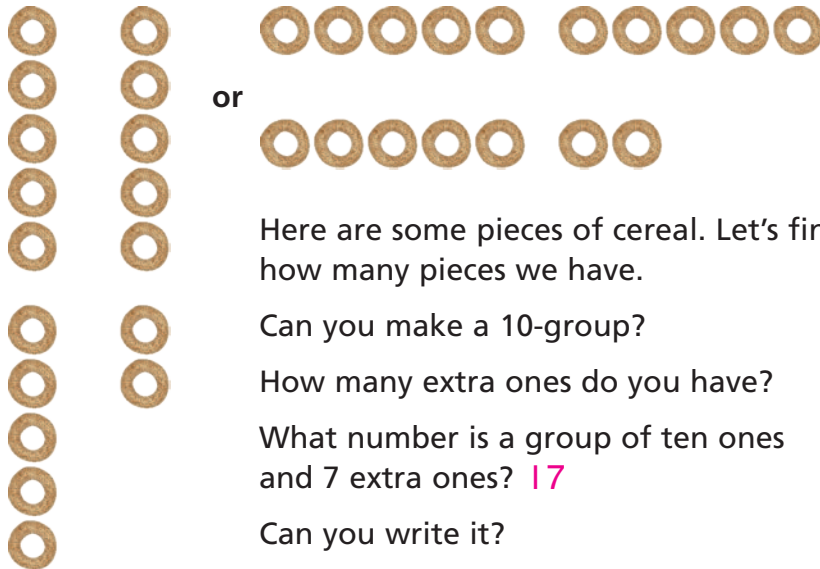 or
Here are some pieces of cereal. Let's fin
how many pieces we have.
Can you make a 10-group?
How many extra ones do you have?
What number is a group of ten ones
and 7 extra ones? 17
Can you write it?